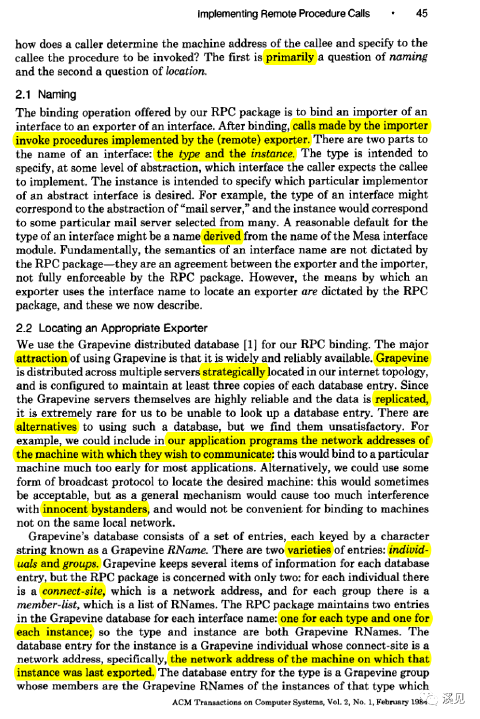 Implementing Remote Procedure Calls · 45
how does a caller determine the machine address of the callee and specify to the
callee the procedure to be invoked? The first is primarily a question of naming
and the second a question of location.
2.1 Naming
The binding operation offered by our RPC package is to bind an importer of an
interface to an exporter of an interface. After binding, calls made by the importer
invoke procedures implemented by the (remote) exporter. There are two parts to
the name of an interface: the type and the instance. The type is intended to
specify, at some level of abstraction, which interface the caller expects the callee
to implement. The instance is intended to specify which particular implementor
of an abstract interface is desired. For example, the type of an interface might
correspond to the abstraction of "mail server," and the instance would correspond
to some particular mail server selected from many. A reasonable default for the
type of an interface might be a name derived from the name of the Mesa interface
module. Fundamentally, the semantics of an interface name are not dictated by
the RPC package—they are an agreement between the exporter and the importer,
not fully enforceable by the RPC package. However, the means by which an
exporter uses the interface name to locate an exporter are dictated by the RPC
package, and these we now describe.
2.2 Locating an Appropriate Exporter
We use the Grapevine distributed database [1] for our RPC binding. The major
attraction of using Grapevine is that it is widely and reliably available. Grapevine
is distributed across multiple servers strategically located in our internet topology,
and is configured to maintain at least three copies of each database entry. Since
the Grapevine servers themselves are highly reliable and the data is replicated,
it is extremely rare for us to be unable to look up a database entry. There are
alternatives to using such a database, but we find them unsatisfactory. For
example, we could include in our application programs the network addresses of
the machine with which they wish to communicate: this would bind to a particular
machine much too early for most applications. Alternatively, we could use some
form of broadcast protocol to locate the desired machine: this would sometimes
be acceptable, but as a general mechanism would cause too much interference
with innocent bystanders, and would not be convenient for binding to machines
not on the same local network.
Grapevine's database consists of a set of entries, each keyed by a character
string known as a Grapevine RName. There are two varieties of entries: individ-
uals and groups. Grapevine keeps several items of information for each database
entry, but the RPC package is concerned with only two: for each individual there
is a connect-site, which is a network address, and for each group there is a
member-list, which is a list of RNames. The RPC package maintains two entries
in the Grapevine database for each interface name: one for each type and one for
each instance; so the type and instance are both Grapevine RNames. The
database entry for the instance is a Grapevine individual whose connect-site is a
network address, specifically, the network address of the machine on which that
instance was last exported. The database entry for the type is a Grapevine group
whose members are the Grapevine RNames of the instances of that type which
ACM Transactions on Computer Systems, Vol. 2, No. 1, February 1984.
溪见